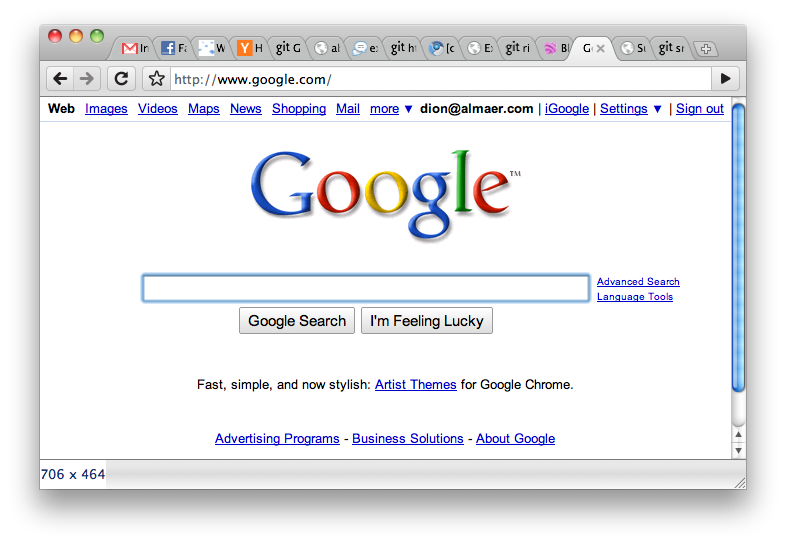 In Fa W H git G al e: git h [c E: git ri Bl G Su git sr
http://www.google.com/
Web Images Videos Maps News Shopping Mail more ▼ dion@almaer.com | iGoogle | Settings ▼ | Sign out
Google™
Advanced Search
Language Tools
Google Search I'm Feeling Lucky
Fast, simple, and now stylish: Artist Themes for Google Chrome.
Advertising Programs - Business Solutions - About Google
706 x 464